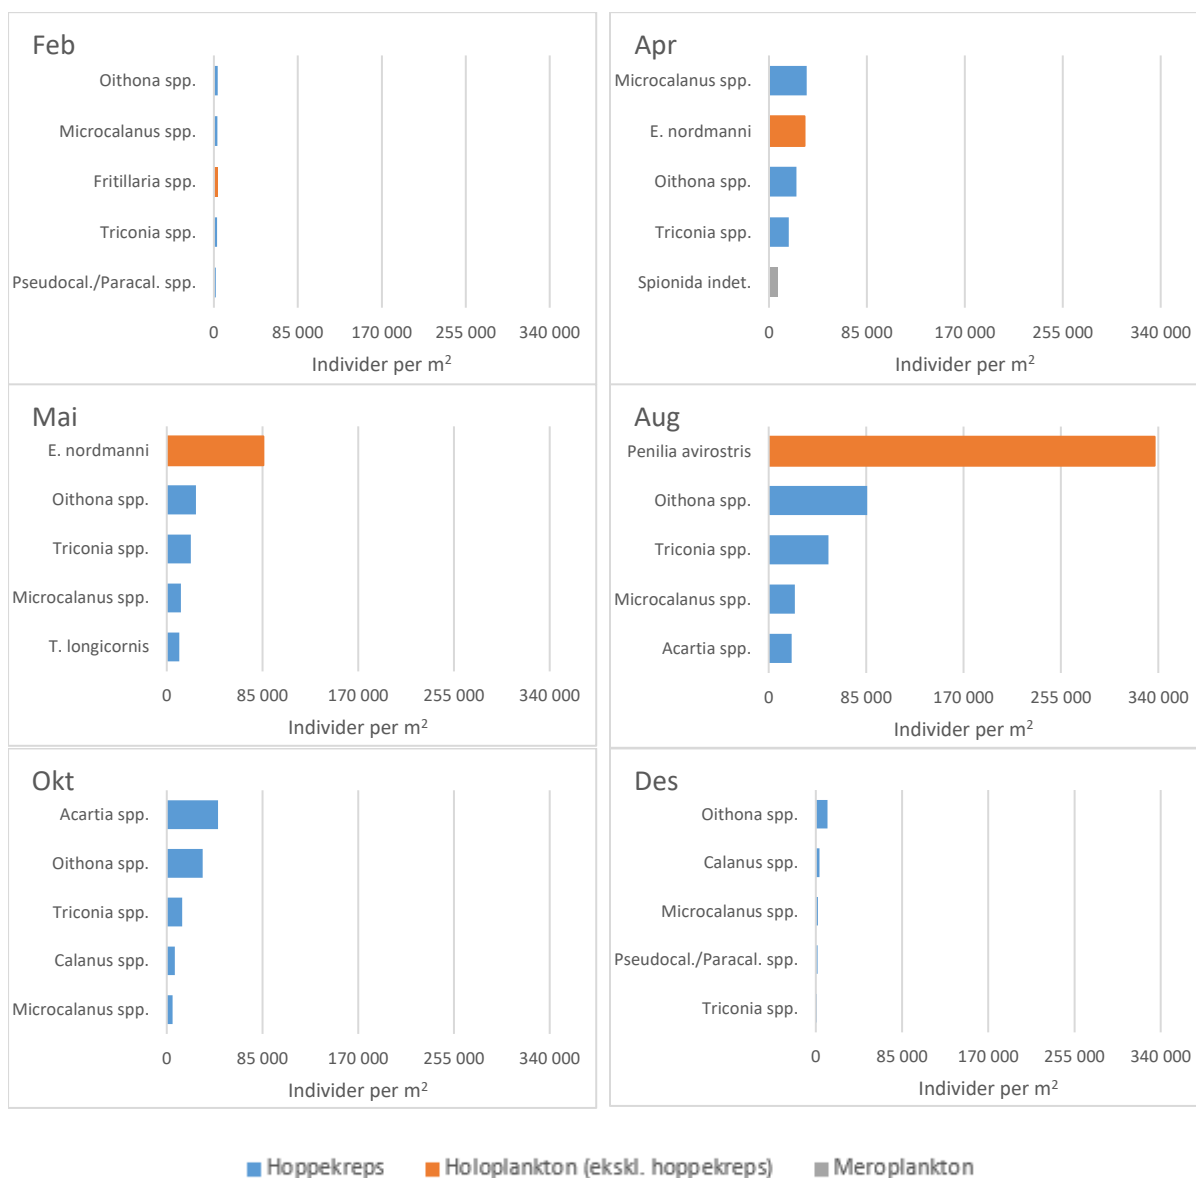 Feb
Oithona spp.
Microcalanus spp.
Fritillaria spp.
Triconia spp.
Pseudocal./Paracal. spp.
0 85 000 170 000 255 000 340 000
Individer per m²
Apr
Microcalanus spp.
E. nordmanni
Oithona spp.
Triconia spp.
Spionida indet.
0 85 000 170 000 255 000 340 000
Individer per m²
Mai
E. nordmanni
Oithona spp.
Triconia spp.
Microcalanus spp.
T. longicornis
0 85 000 170 000 255 000 340 000
Individer per m²
Aug
Penilia avirostris
Oithona spp.
Triconia spp.
Microcalanus spp.
Acartia spp.
0 85 000 170 000 255 000 340 000
Individer per m²
Okt
Acartia spp.
Oithona spp.
Triconia spp.
Calanus spp.
Microcalanus spp.
0 85 000 170 000 255 000 340 000
Individer per m²
Des
Oithona spp.
Calanus spp.
Microcalanus spp.
Pseudocal./Paracal. spp.
Triconia spp.
0 85 000 170 000 255 000 340 000
Individer per m²
Hoppekreps Holoplankton (ekskl. hoppekreps) Meroplankton